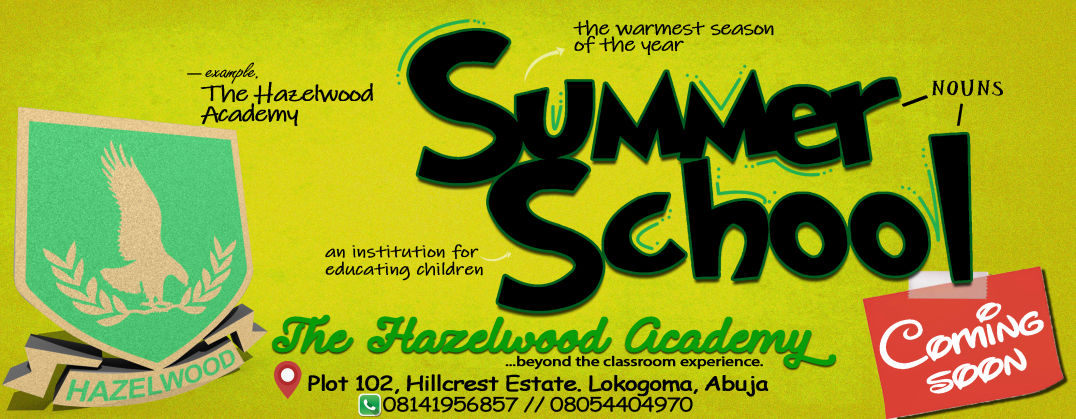 the warmest season
of the year
— example,
The Hazelwood
Academy
Summer
NOUNS
School
an institution for
educating children
HAZELWOOD
The Hazelwood Academy
...beyond the classroom experience.
Plot 102, Hillcrest Estate. Lokogoma, Abuja
08141956857 // 08054404970
Coming
soon